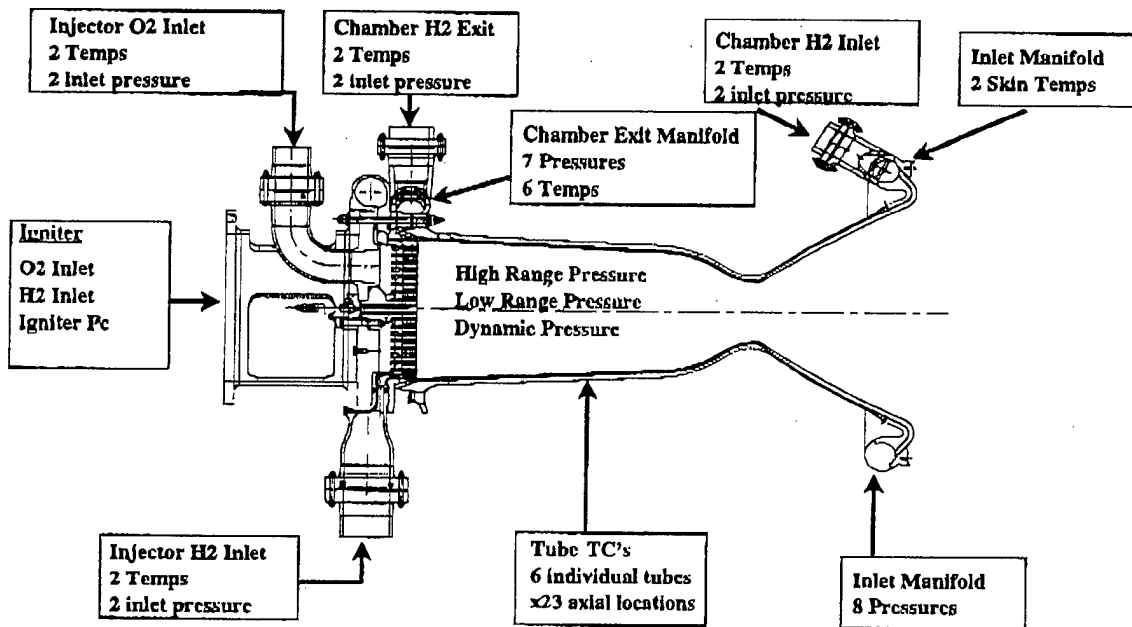 Injector O2 Inlet
2 Temps
2 inlet pressure
Chamber H2 Exit
2 Temps
2 inlet pressure
Chamber H2 Inlet
2 Temps
2 inlet pressure
Inlet Manifold
2 Skin Temps
Chamber Exit Manifold
7 Pressures
6 Temps
Igniter
O2 Inlet
H2 Inlet
Igniter Pc
High Range Pressure
Low Range Pressure
Dynamic Pressure
Injector H2 Inlet
2 Temps
2 inlet pressure
Tube TC's
6 individual tubes
x23 axial locations
Inlet Manifold
8 Pressures